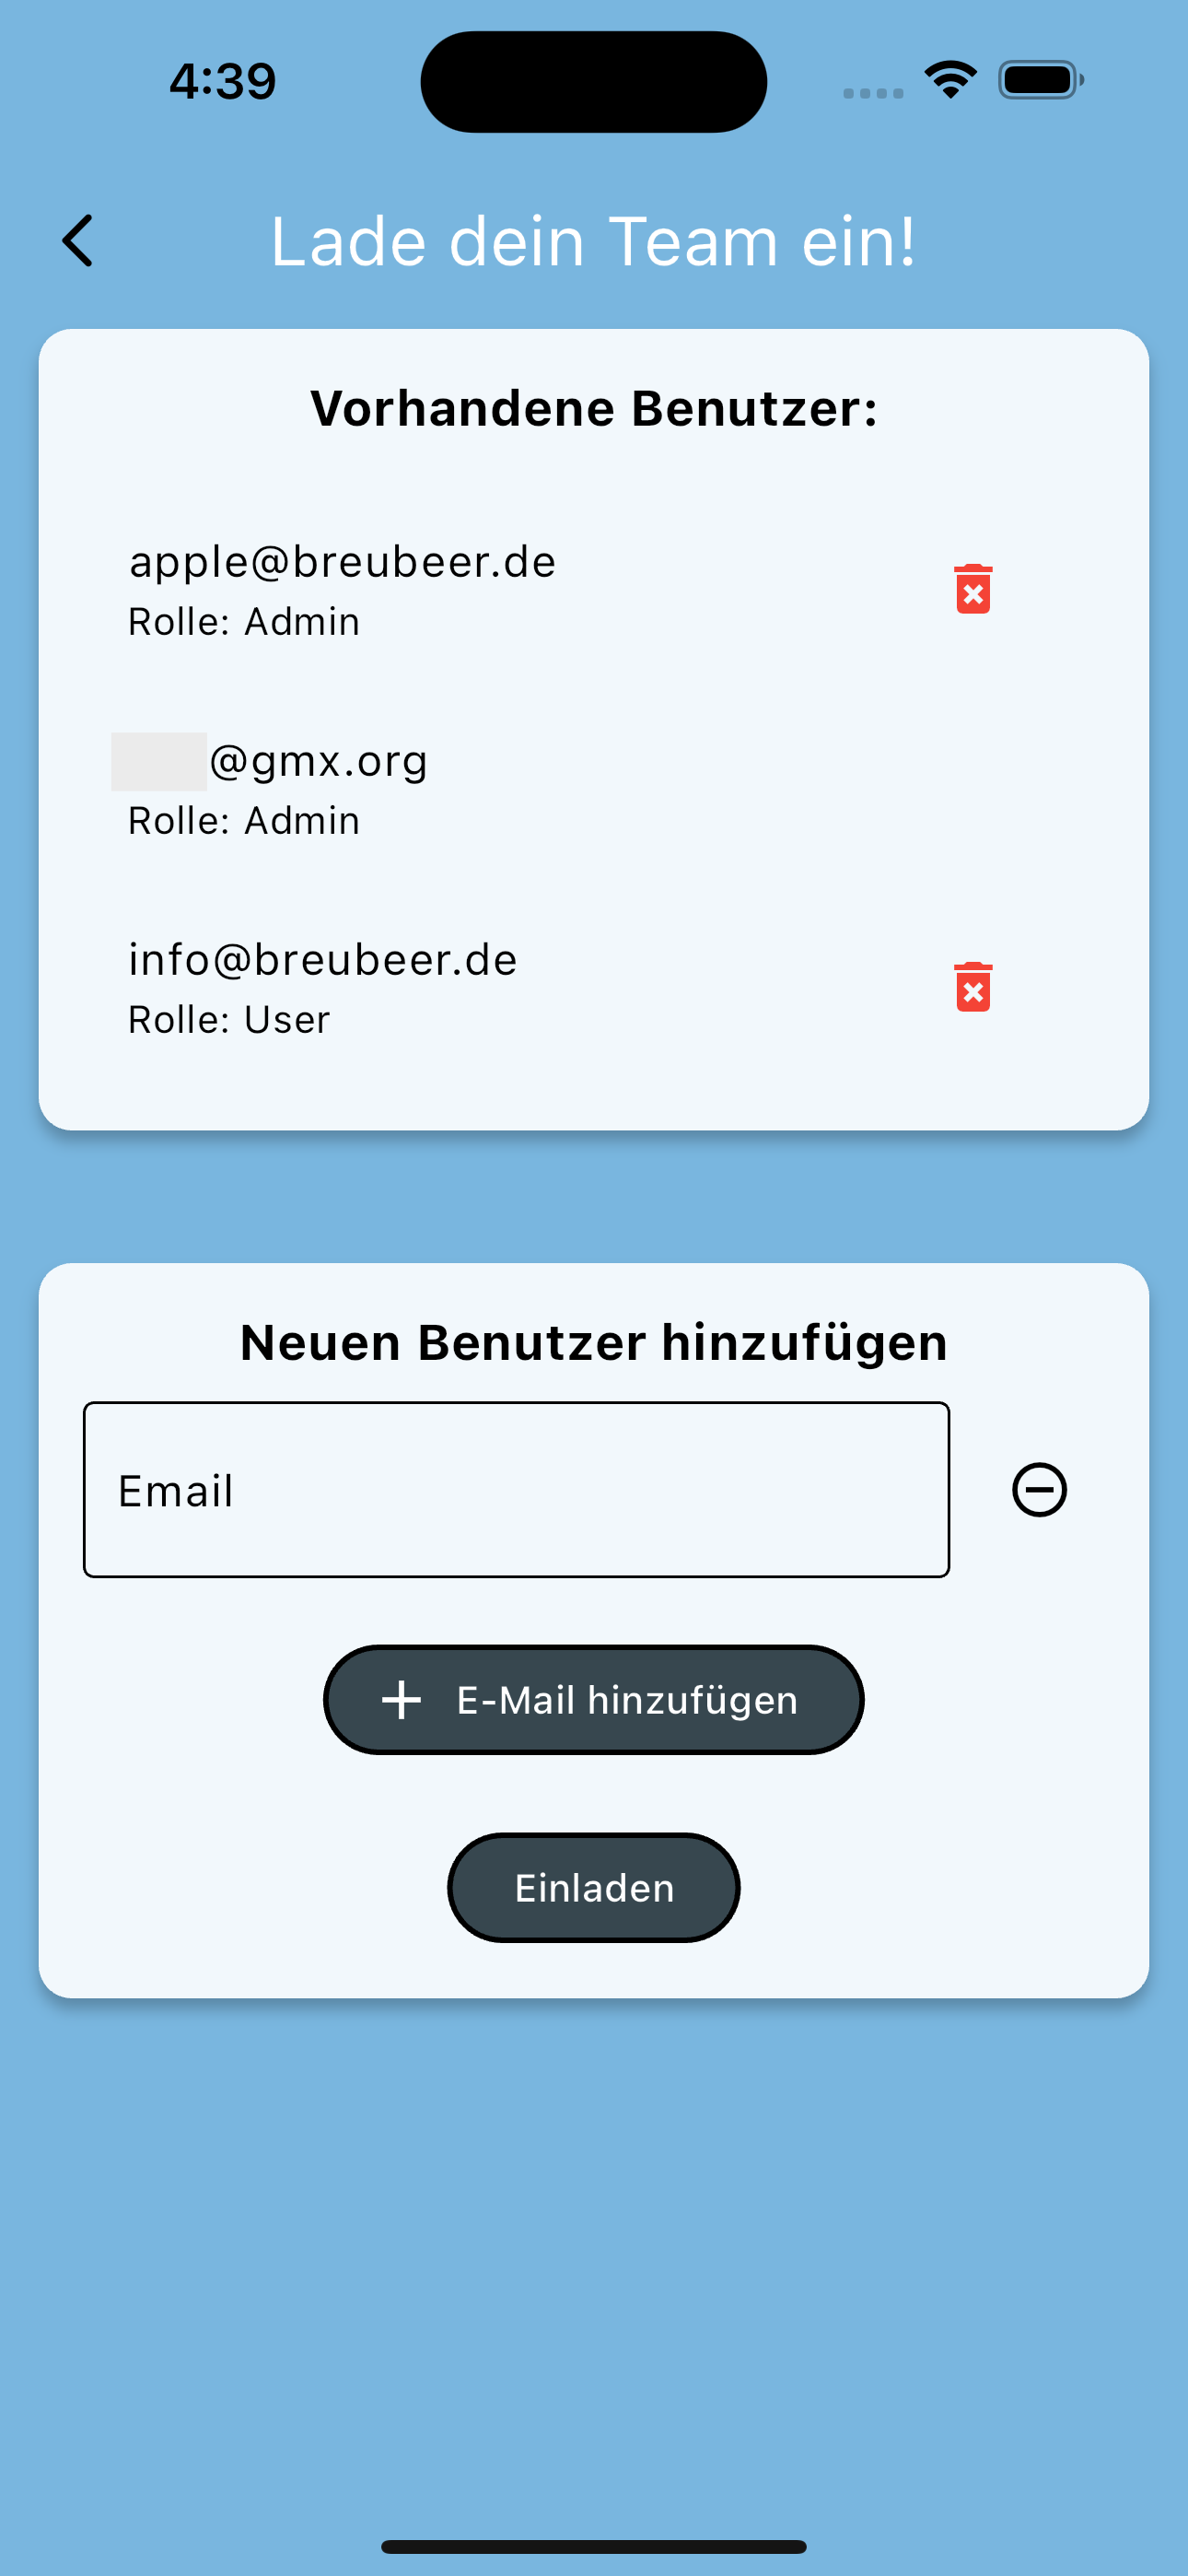 4:39
Lade dein Team ein!
Vorhandene Benutzer:
apple@breubeer.de
Rolle: Admin
@gmx.org
Rolle: Admin
info@breubeer.de
Rolle: User
Neuen Benutzer hinzufügen
Email
E-Mail hinzufügen
Einladen